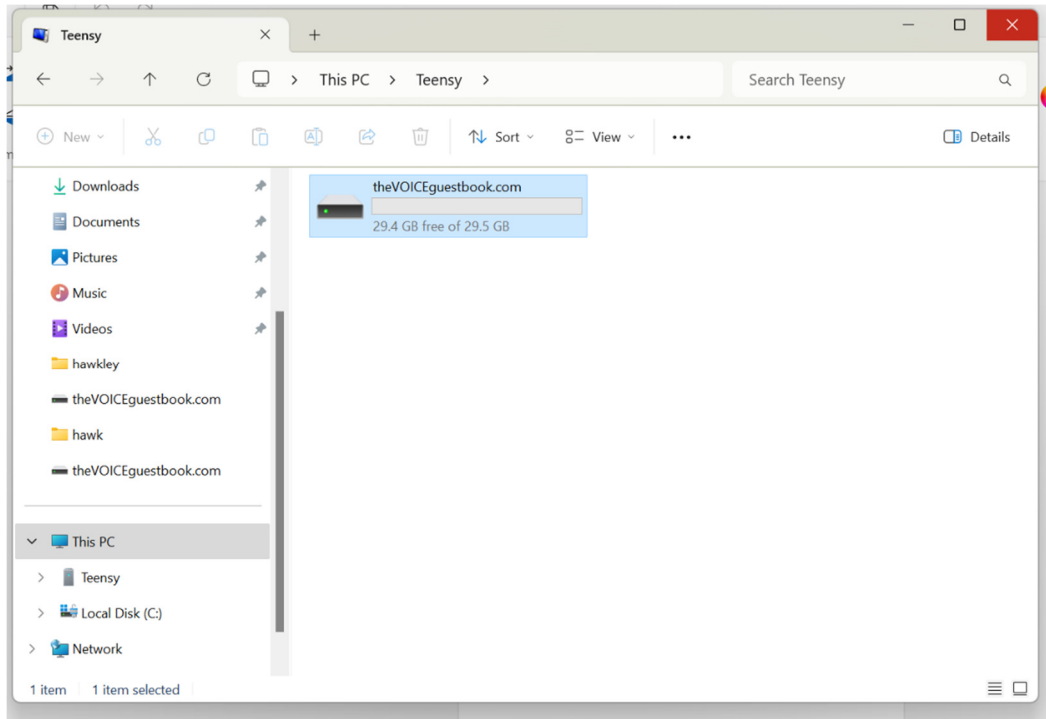 Teensy
This PC > Teensy >
Search Teensy
New
Sort
View
Details
Downloads
Documents
Pictures
Music
Videos
hawkley
theVOICEguestbook.com
hawk
theVOICEguestbook.com
This PC
Teensy
Local Disk (C:)
Network
theVOICEguestbook.com
29.4 GB free of 29.5 GB
1 item
1 item selected